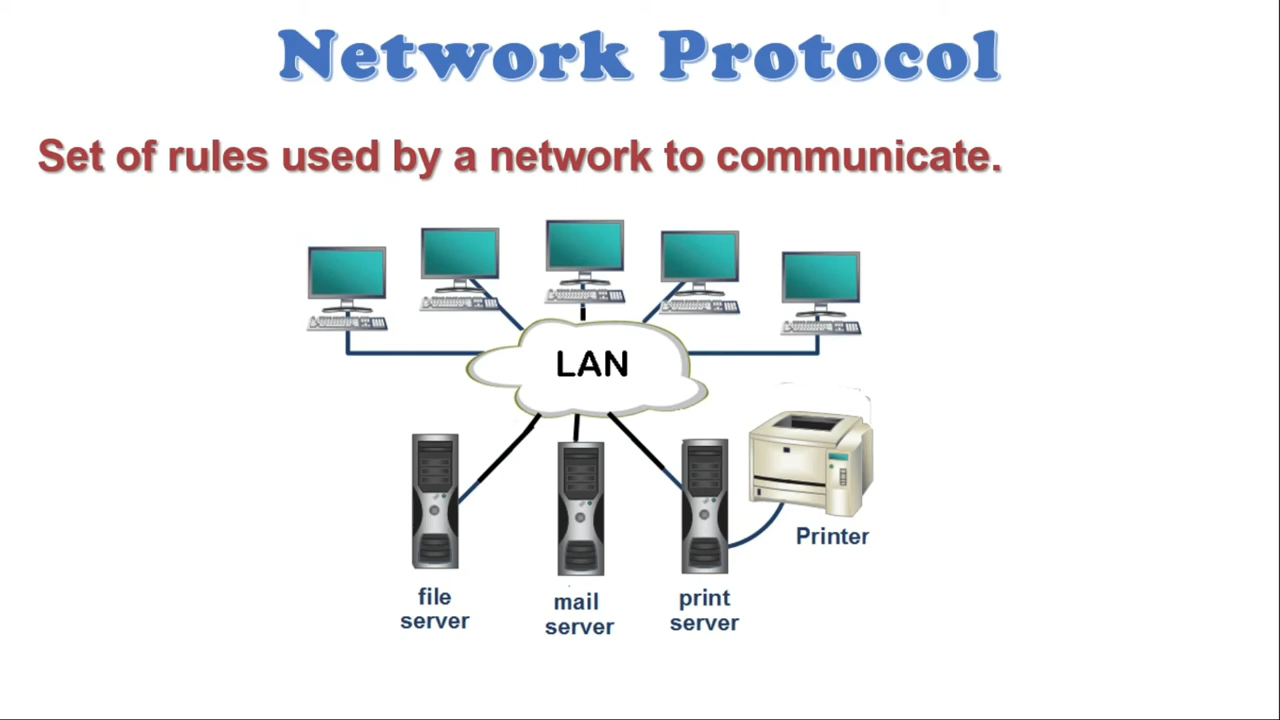 Network Protocol
Set of rules used by a network to communicate.
LAN
Printer
file
server
mail
server
print
server